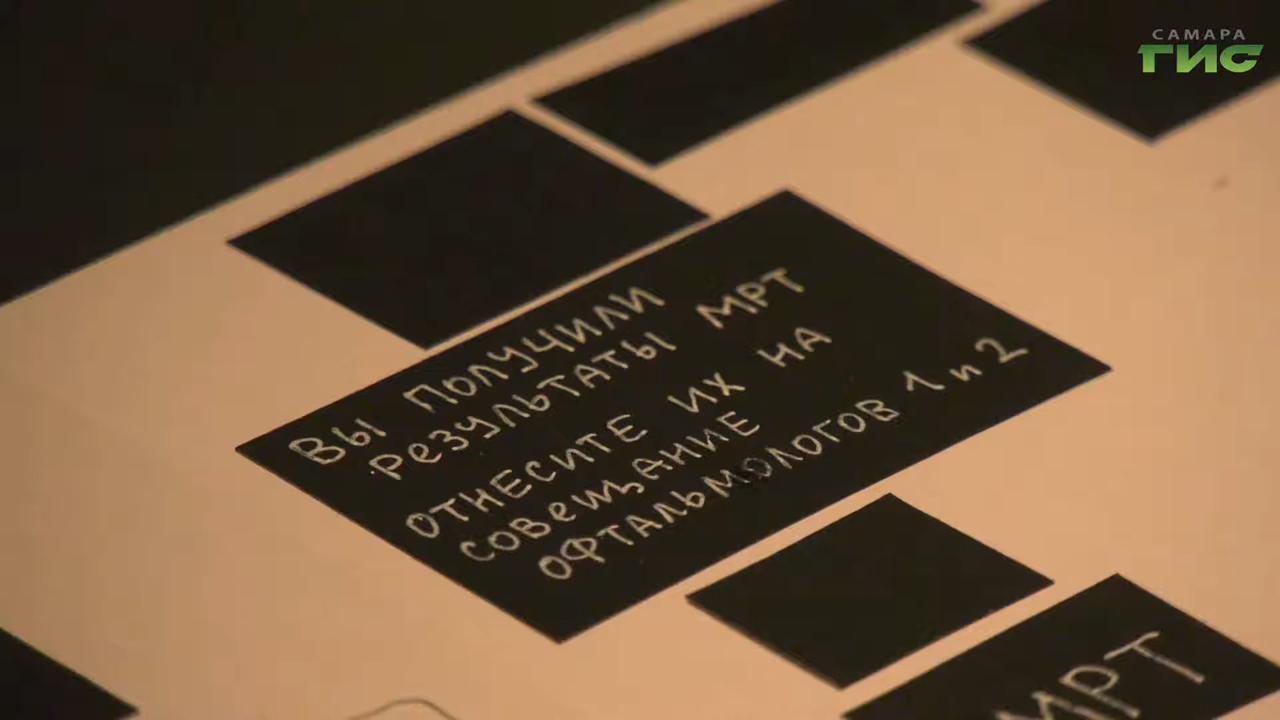 САМАРА
ГИС
ВЫ ПОЛУЧИЛИ
РЕЗУЛЬТАТЫ МРТ
ОТНЕСИТЕ ИХ НА
СОВЕЩАНИЕ
ОФТАЛЬМОЛОГОВ 1 и 2
МРТ